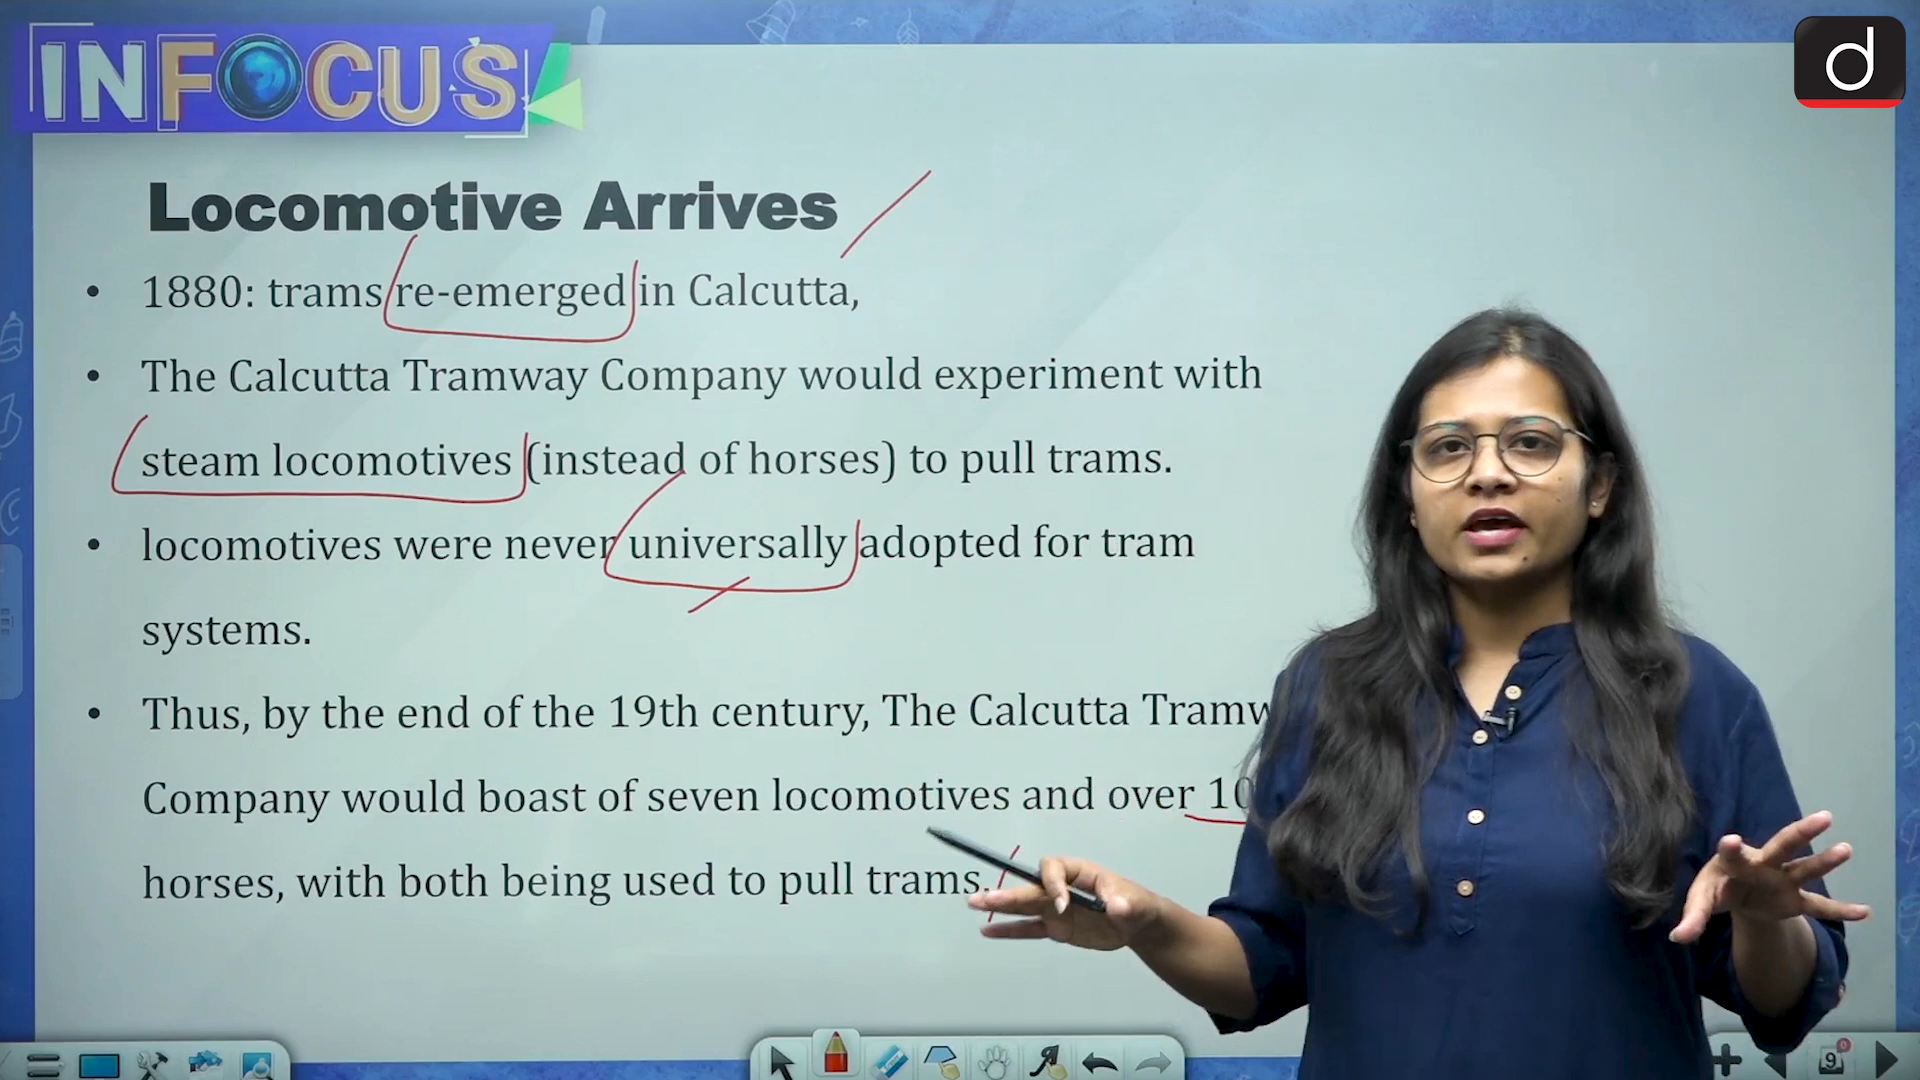 INFOCUS
d
Locomotive Arrives
• 1880: trams re-emerged in Calcutta,
• The Calcutta Tramway Company would experiment with
steam locomotives (instead of horses) to pull trams.
• locomotives were never universally adopted for tram
systems.
• Thus, by the end of the 19th century, The Calcutta
Company would boast of seven locomotives and over
horses, with both being used to pull trams.
9